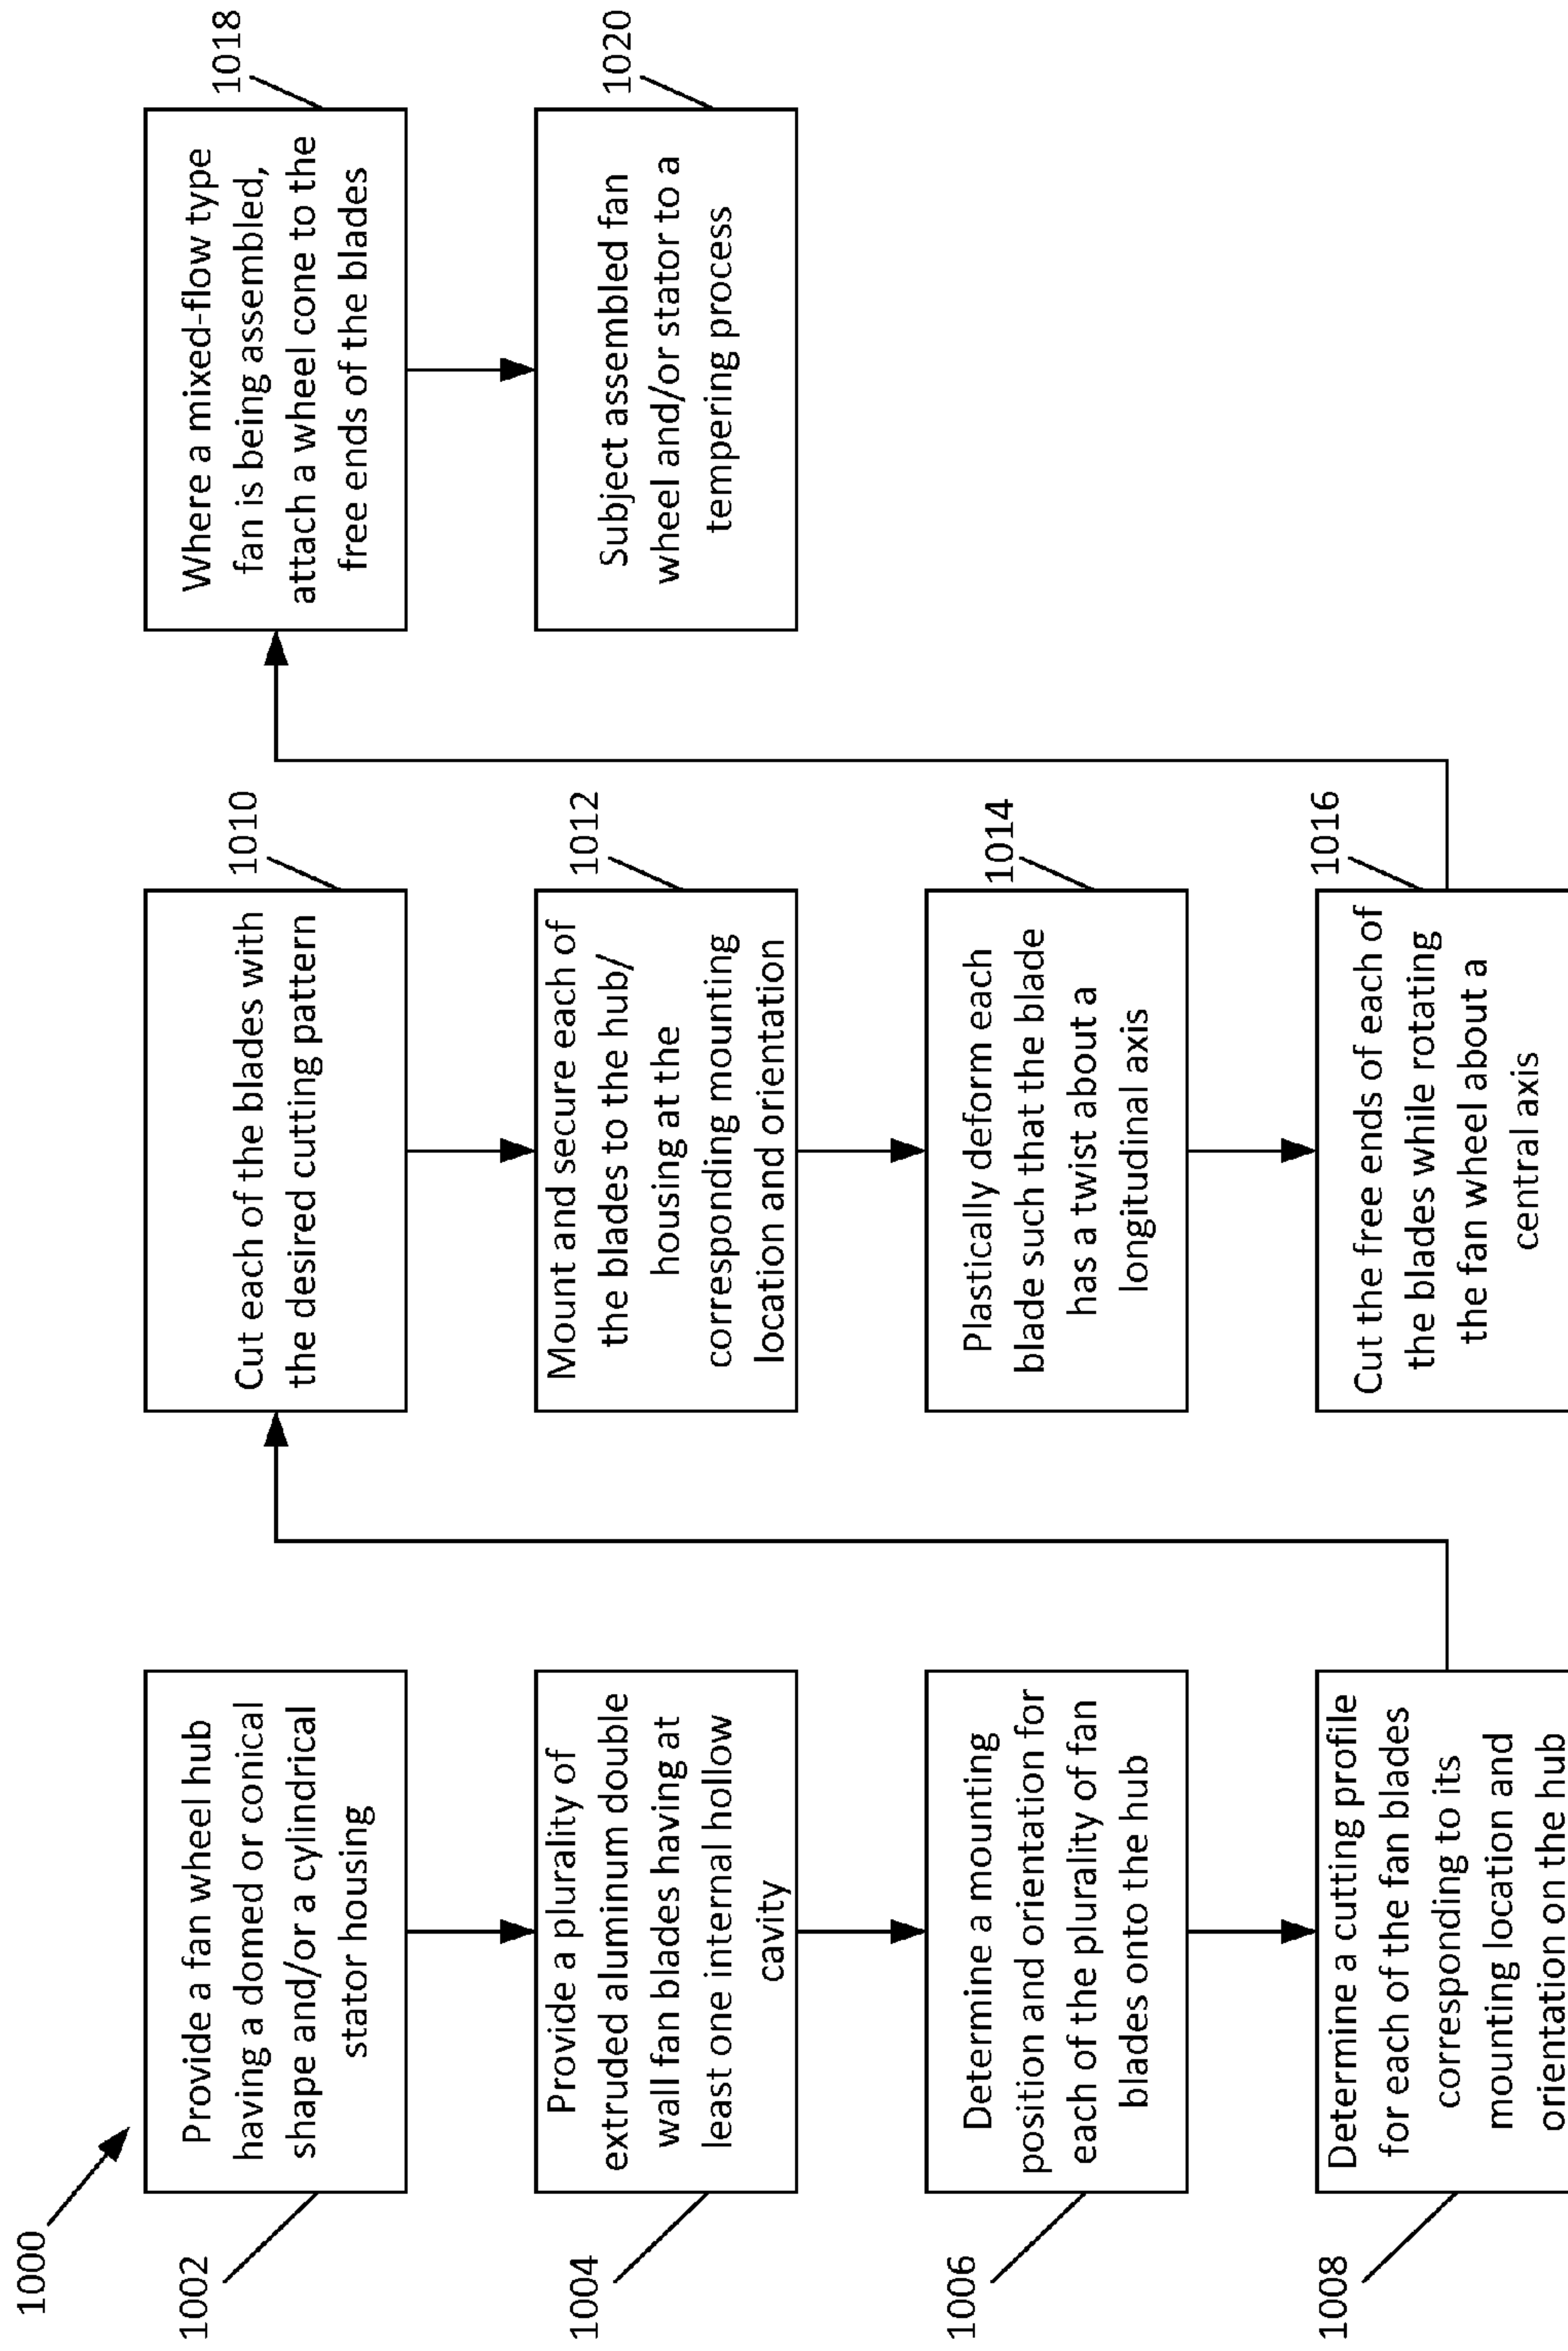 1000
1002
Provide a fan wheel hub
having a domed or conical
shape and/or a cylindrical
stator housing
1004
Provide a plurality of
extruded aluminum double
wall fan blades having at
least one internal hollow
cavity
1006
Determine a mounting
position and orientation for
each of the plurality of fan
blades onto the hub
1008
Determine a cutting profile
for each of the fan blades
corresponding to its
mounting location and
orientation on the hub
1010
Cut each of the blades with
the desired cutting pattern
1012
Mount and secure each of
the blades to the hub/
housing at the
corresponding mounting
location and orientation
1014
Plastically deform each
blade such that the blade
has a twist about a
longitudinal axis
1016
Cut the free ends of each of
the blades while rotating
the fan wheel about a
central axis
1018
Where a mixed-flow type
fan is being assembled,
attach a wheel cone to the
free ends of the blades
1020
Subject assembled fan
wheel and/or stator to a
tempering process